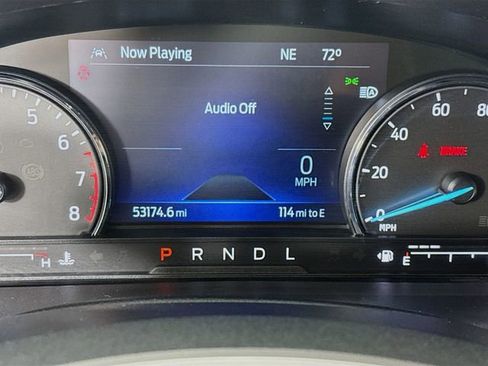 Now Playing NE 72°
A
Audio Off
0
MPH
53174.6 mi 114 mi to E
6
7
8
0
20
40
60
80
MPH
BRAKE
H P R N D L E